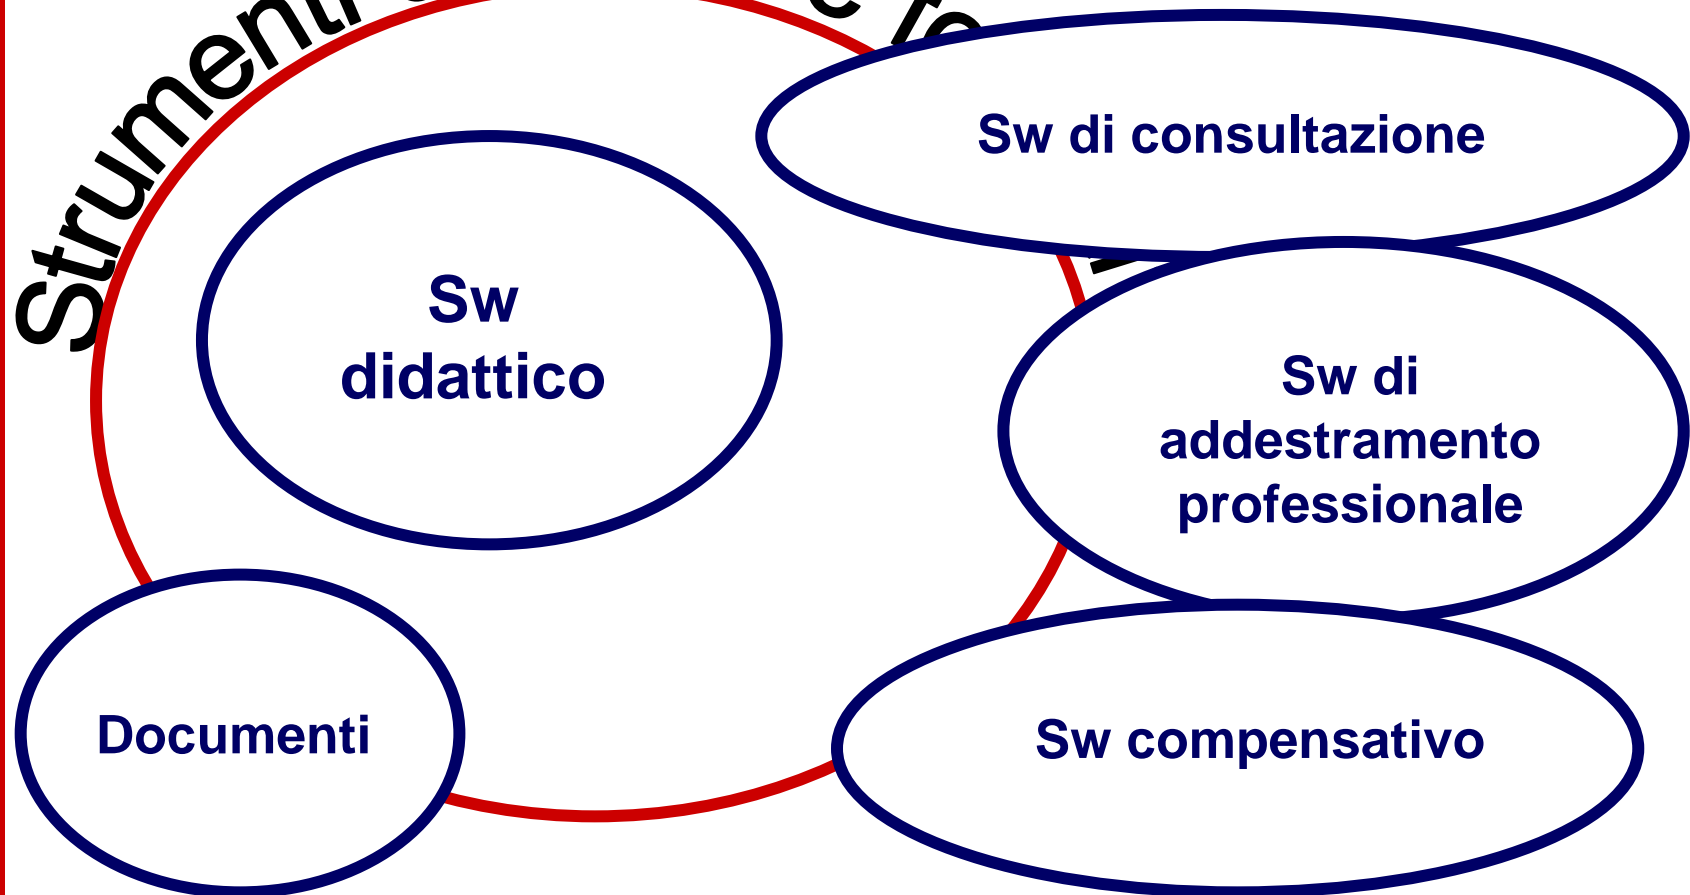 Strumenti
Sw di consultazione
Sw
didattico
Sw di
addestramento
professionale
Documenti
Sw compensativo